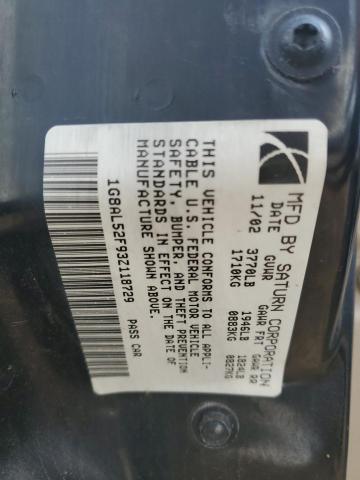 MFD BY SATURN CORPORATION
DATE GVWR GAWR FRT GAWR RR
11/02 3770LB 1946LB 1824LB
1710KG 0883KG 0827KG
THIS VEHICLE CONFORMS TO ALL APPLI-
CABLE U.S. FEDERAL MOTOR VEHICLE
SAFETY, BUMPER, AND THEFT PREVENTION
STANDARDS IN EFFECT ON THE DATE OF
MANUFACTURE SHOWN ABOVE.
1G8AL52F93Z118729 PASS CAR